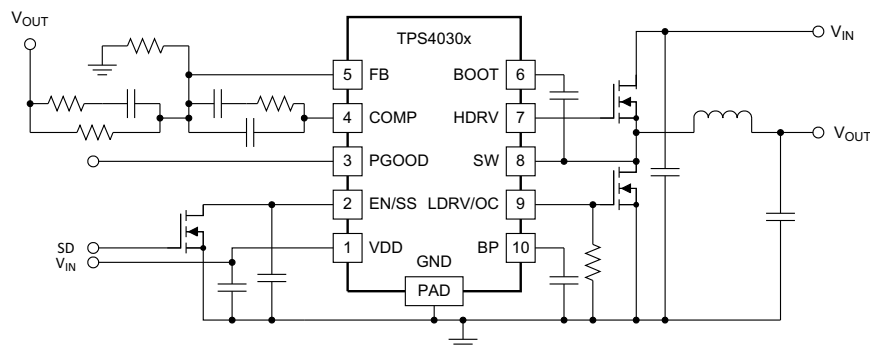 VOUT
TPS4030x
VIN
5 FB
BOOT 6
4 COMP
HDRV 7
3 PGOOD
SW 8
VOUT
2 EN/SS
LDRV/OC 9
SD
VIN
1 VDD
GND
BP 10
PAD